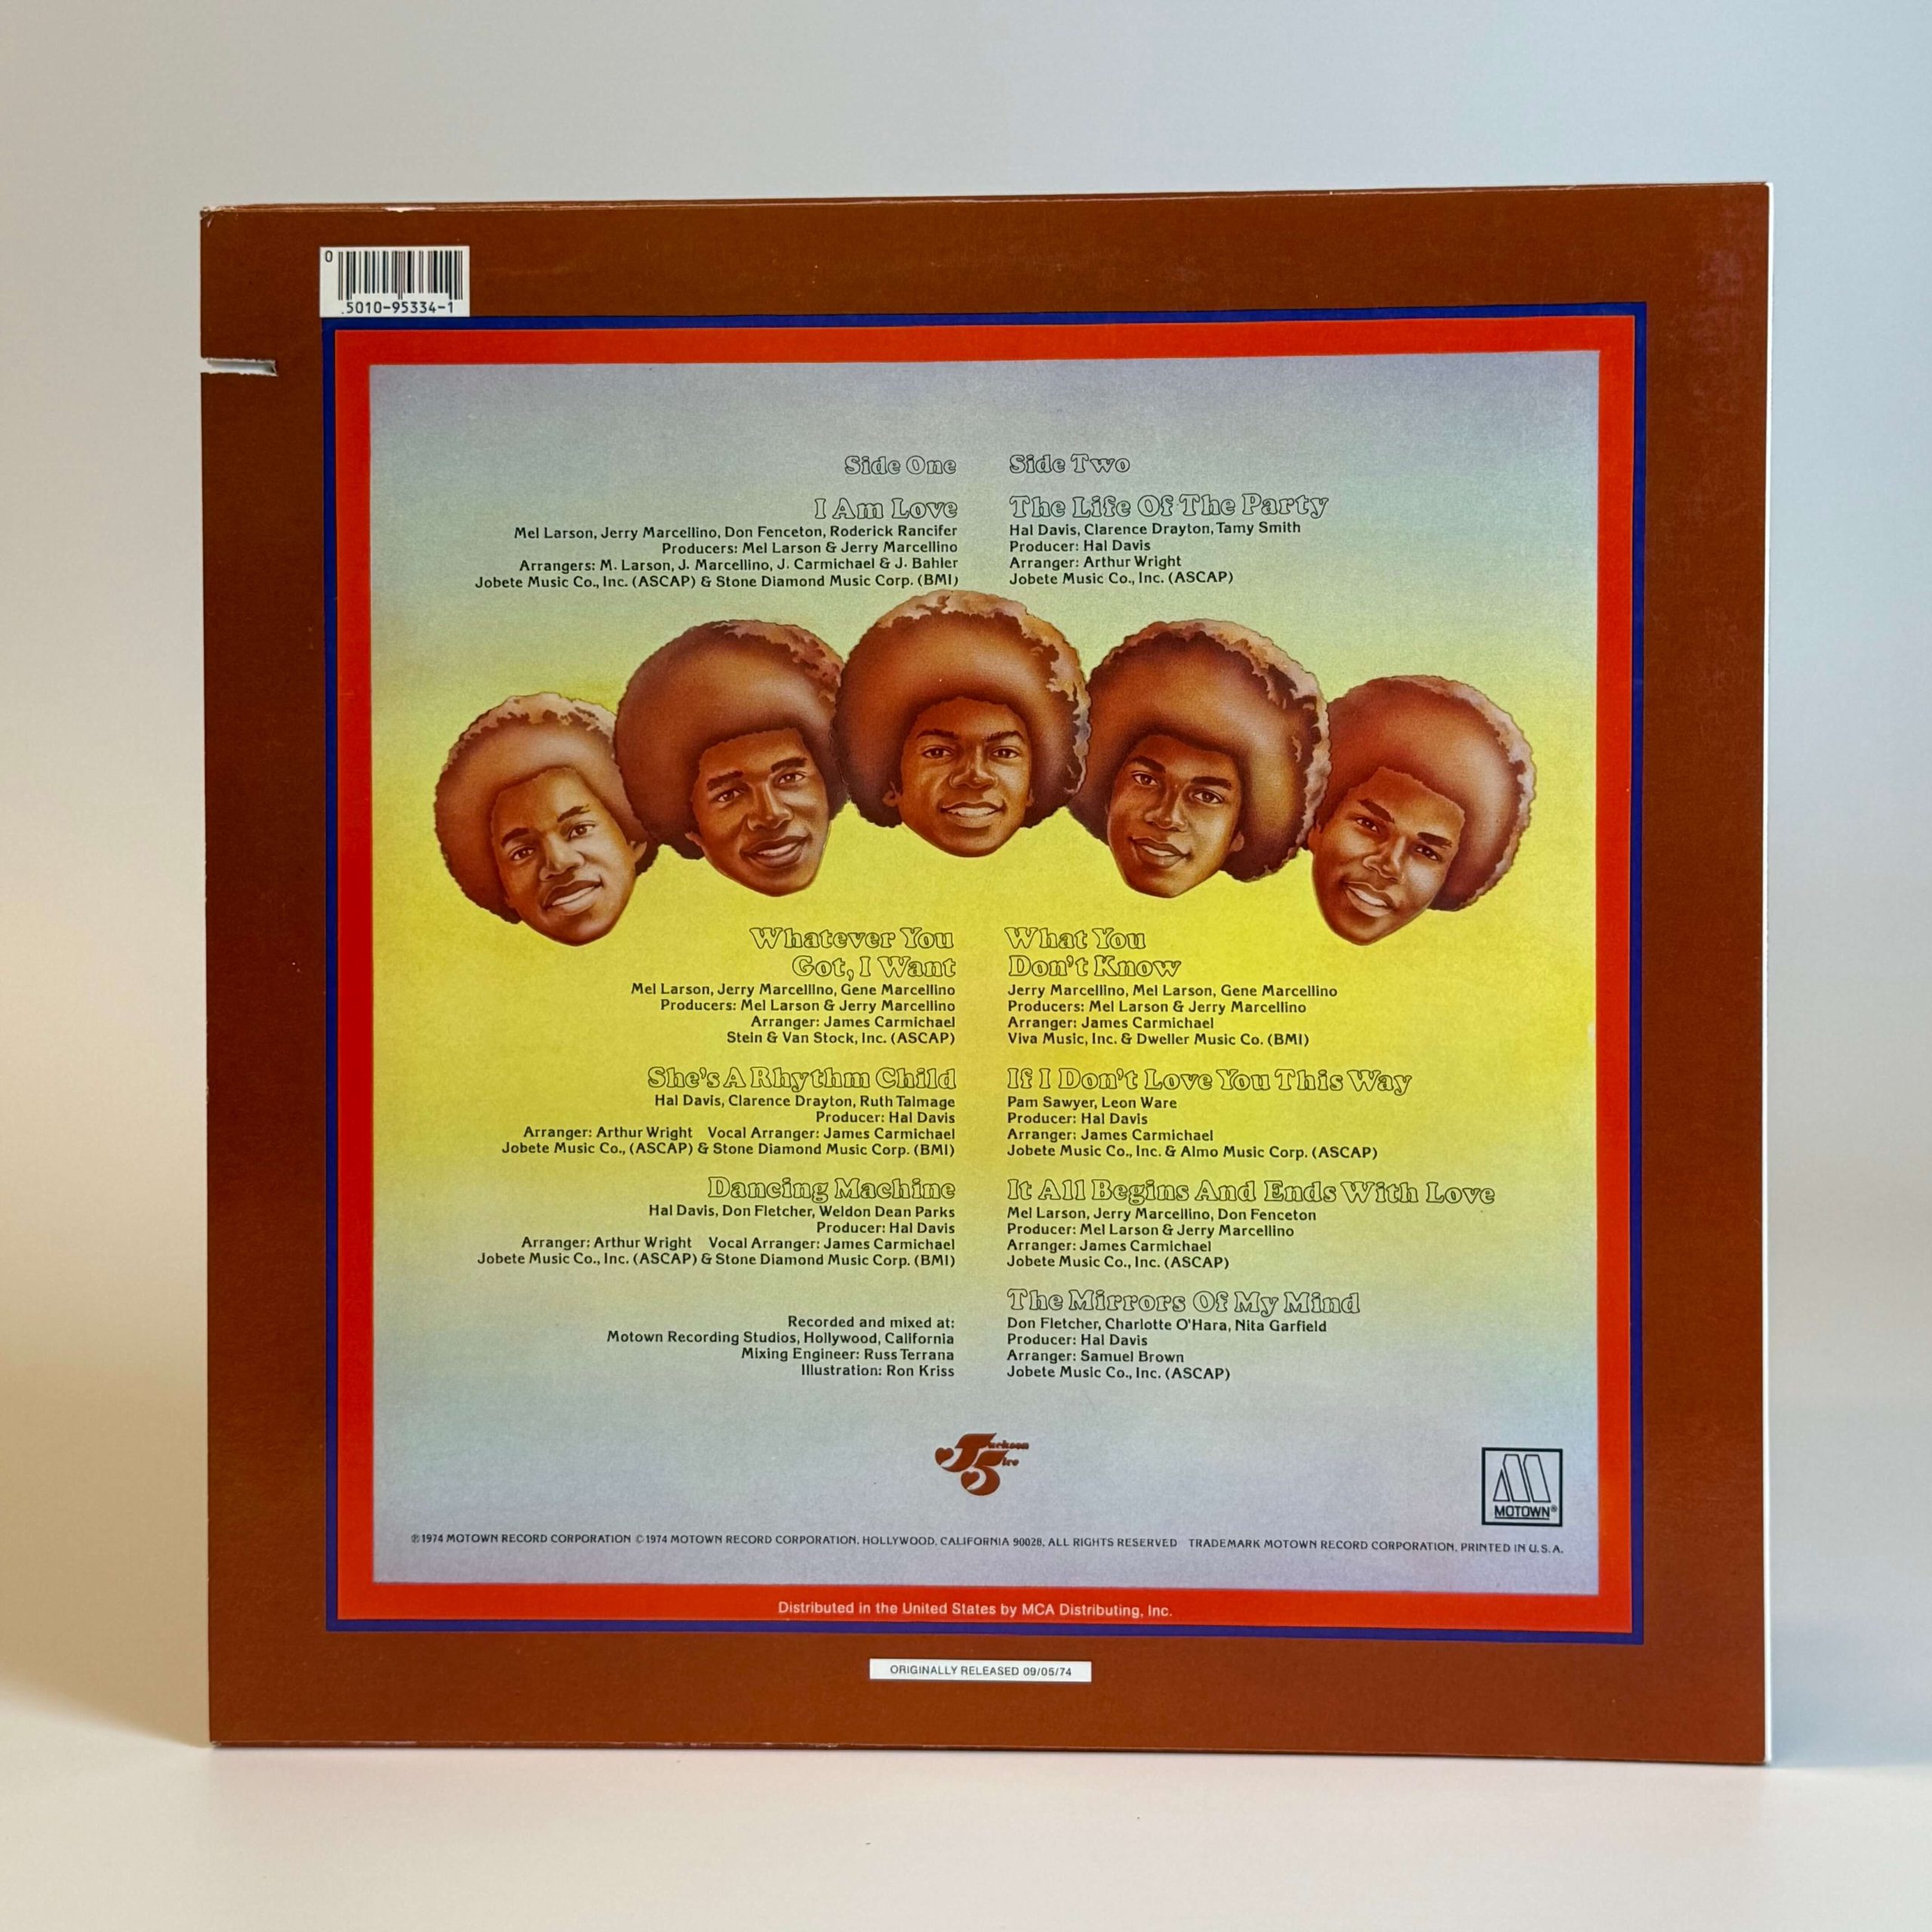 0
5010-95334-1
Side One
I Am Love
Mel Larson, Jerry Marcellino, Don Fenceton, Roderick Rancifer
Producers: Mel Larson & Jerry Marcellino
Arrangers: M. Larson, J. Marcellino, J. Carmichael & J. Bahler
Jobete Music Co., Inc. (ASCAP) & Stone Diamond Music Corp. (BMI)
Whatever You
Got, I Want
Mel Larson, Jerry Marcellino, Gene Marcellino
Producers: Mel Larson & Jerry Marcellino
Arranger: James Carmichael
Stein & Van Stock, Inc. (ASCAP)
She's A Rhythm Child
Hal Davis, Clarence Drayton, Ruth Talmage
Producer: Hal Davis
Arranger: Arthur Wright Vocal Arranger: James Carmichael
Jobete Music Co., (ASCAP) & Stone Diamond Music Corp. (BMI)
Dancing Machine
Hal Davis, Don Fletcher, Weldon Dean Parks
Producer: Hal Davis
Arranger: Arthur Wright Vocal Arranger: James Carmichael
Jobete Music Co., Inc. (ASCAP) & Stone Diamond Music Corp. (BMI)
Recorded and mixed at:
Motown Recording Studios, Hollywood, California
Mixing Engineer: Russ Terrana
Illustration: Ron Kriss
Side Two
The Life Of The Party
Hal Davis, Clarence Drayton, Tamy Smith
Producer: Hal Davis
Arranger: Arthur Wright
Jobete Music Co., Inc. (ASCAP)
What You
Don't Know
Jerry Marcellino, Mel Larson, Gene Marcellino
Producers: Mel Larson & Jerry Marcellino
Arranger: James Carmichael
Viva Music, Inc. & Dweller Music Co. (BMI)
If I Don't Love You This Way
Pam Sawyer, Leon Ware
Producer: Hal Davis
Arranger: James Carmichael
Jobete Music Co., Inc. & Almo Music Corp. (ASCAP)
It All Begins And Ends With Love
Mel Larson, Jerry Marcellino, Don Fenceton
Producer: Mel Larson & Jerry Marcellino
Arranger: James Carmichael
Jobete Music Co., Inc. (ASCAP)
The Mirrors Of My Mind
Don Fletcher, Charlotte O'Hara, Nita Garfield
Producer: Hal Davis
Arranger: Samuel Brown
Jobete Music Co., Inc. (ASCAP)
Jackson
5ive
MOTOWN®
℗1974 MOTOWN RECORD CORPORATION ©1974 MOTOWN RECORD CORPORATION, HOLLYWOOD, CALIFORNIA 90028, ALL RIGHTS RESERVED TRADEMARK MOTOWN RECORD CORPORATION, PRINTED IN U.S.A.
Distributed in the United States by MCA Distributing, Inc.
ORIGINALLY RELEASED 09/05/74